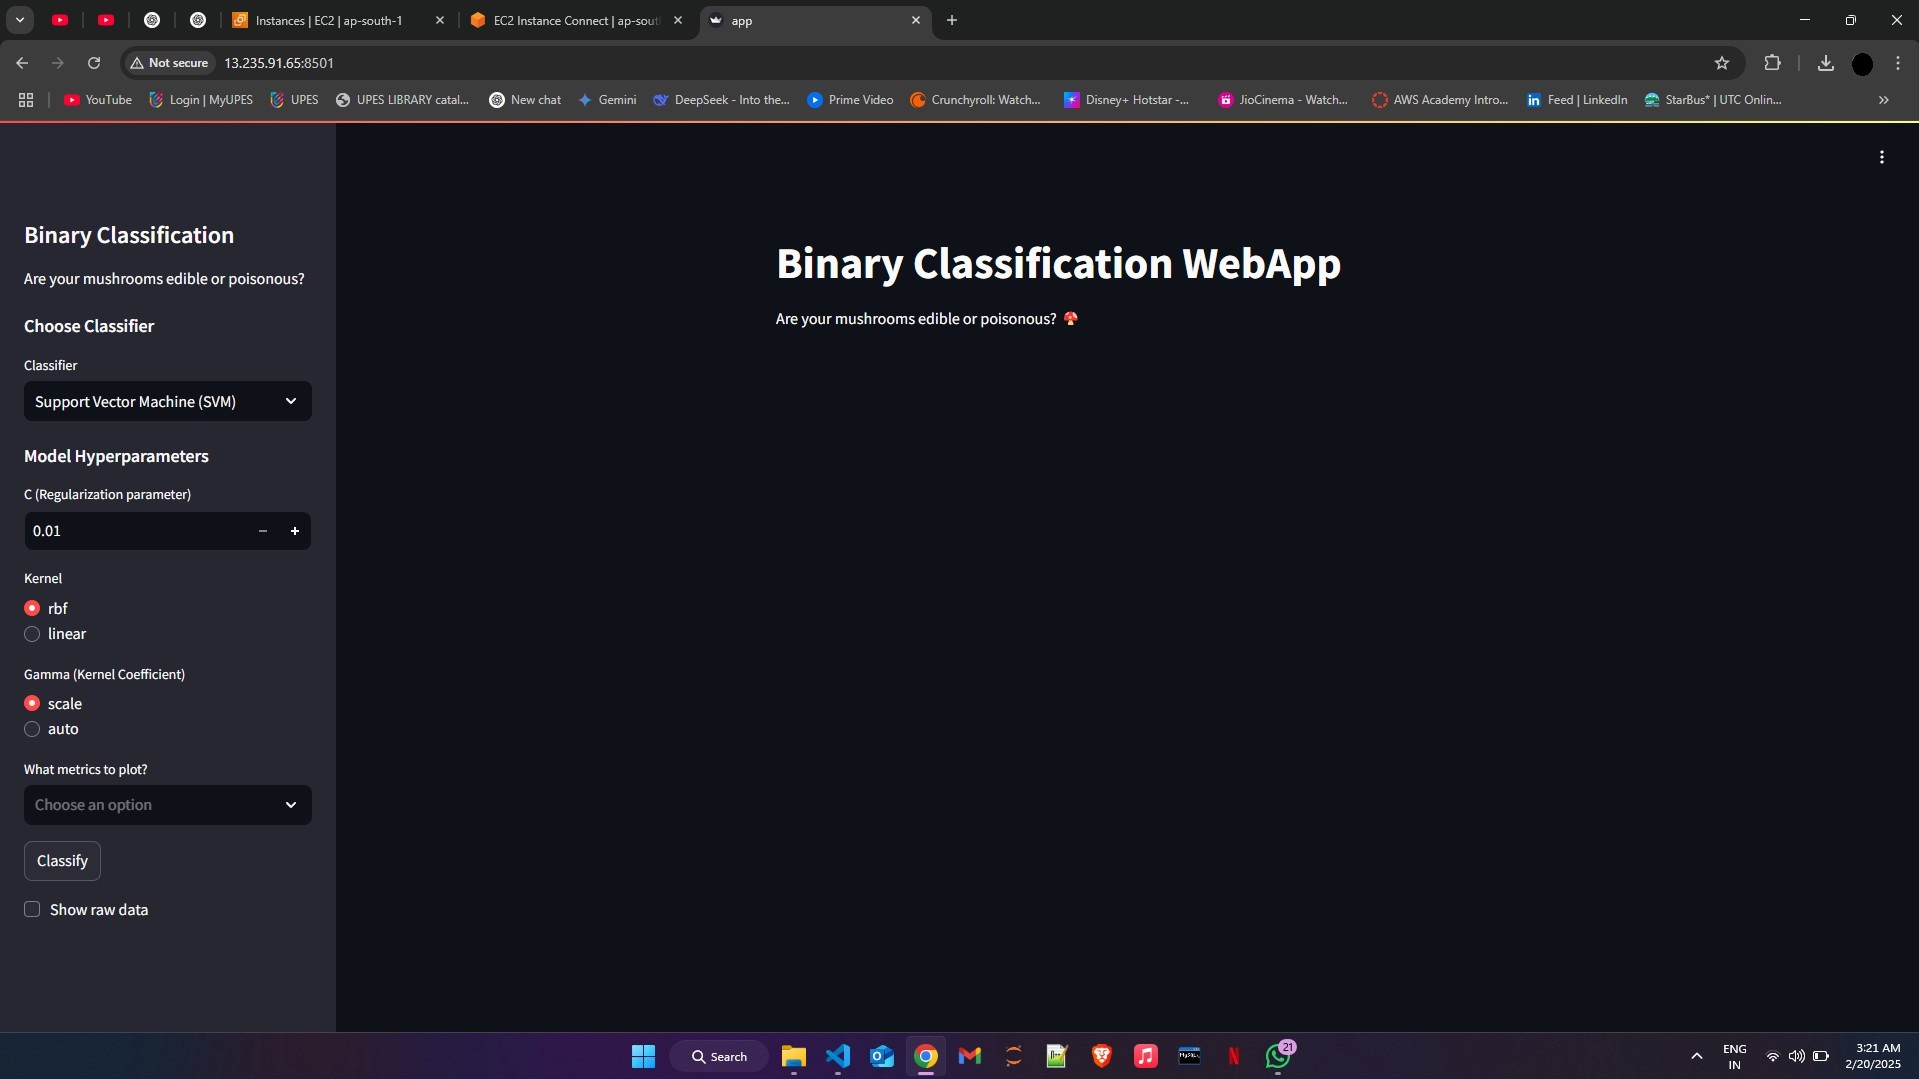 Instances | EC2 | ap-south-1
EC2 Instance Connect | ap-sout
app
Not secure
13.235.91.65:8501
YouTube
Login | MyUPES
UPES
UPES LIBRARY catal...
New chat
Gemini
DeepSeek - Into the...
Prime Video
Crunchyroll: Watch...
Disney+ Hotstar -...
JioCinema - Watch...
AWS Academy Intro...
Feed | LinkedIn
StarBus* | UTC Onlin...
Binary Classification
Are your mushrooms edible or poisonous?
Choose Classifier
Classifier
Support Vector Machine (SVM)
Model Hyperparameters
C (Regularization parameter)
0.01
Kernel
rbf
linear
Gamma (Kernel Coefficient)
scale
auto
What metrics to plot?
Choose an option
Classify
Show raw data
Binary Classification WebApp
Are your mushrooms edible or poisonous? 🍄
Search
21
ENG
IN
3:21 AM
2/20/2025